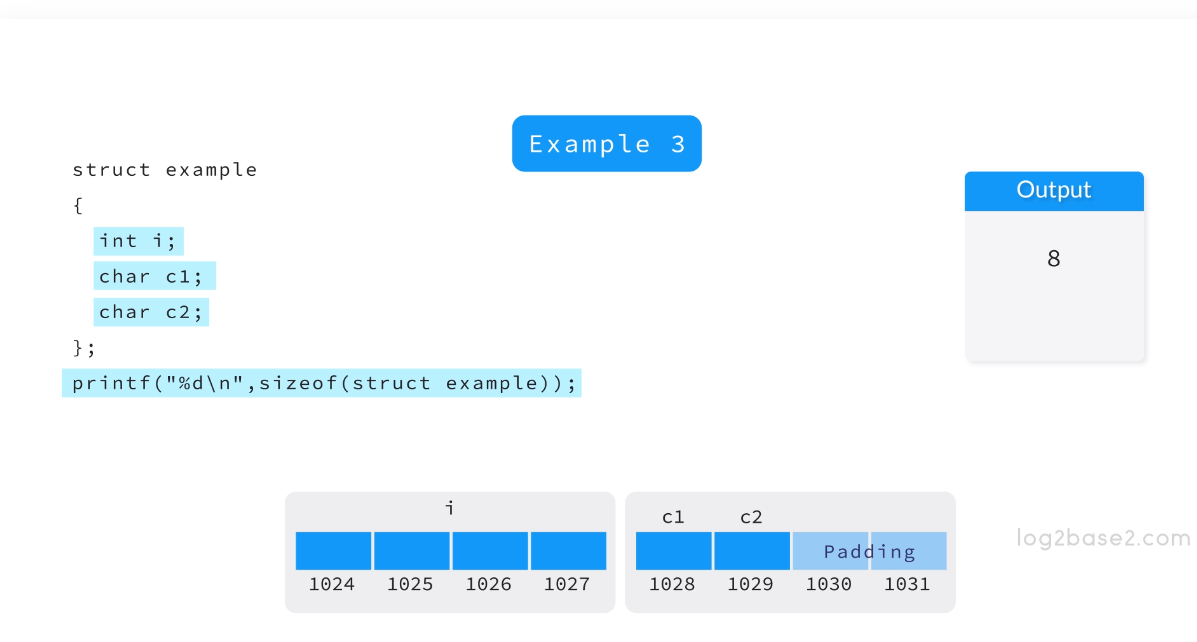 Example 3
struct example
{
int i;
char c1;
char c2;
};
printf("%d\n",sizeof(struct example));
Output
8
i
1024 1025 1026 1027
c1 c2
Padding
1028 1029 1030 1031
log2base2.com